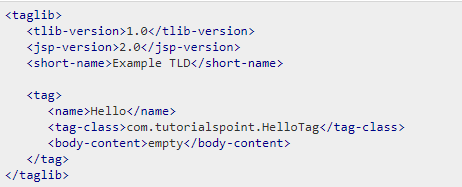 <taglib>
<tlib-version>1.0</tlib-version>
<jsp-version>2.0</jsp-version>
<short-name>Example TLD</short-name>
<tag>
<name>Hello</name>
<tag-class>com.tutorialspoint.HelloTag</tag-class>
<body-content>empty</body-content>
</tag>
</taglib>